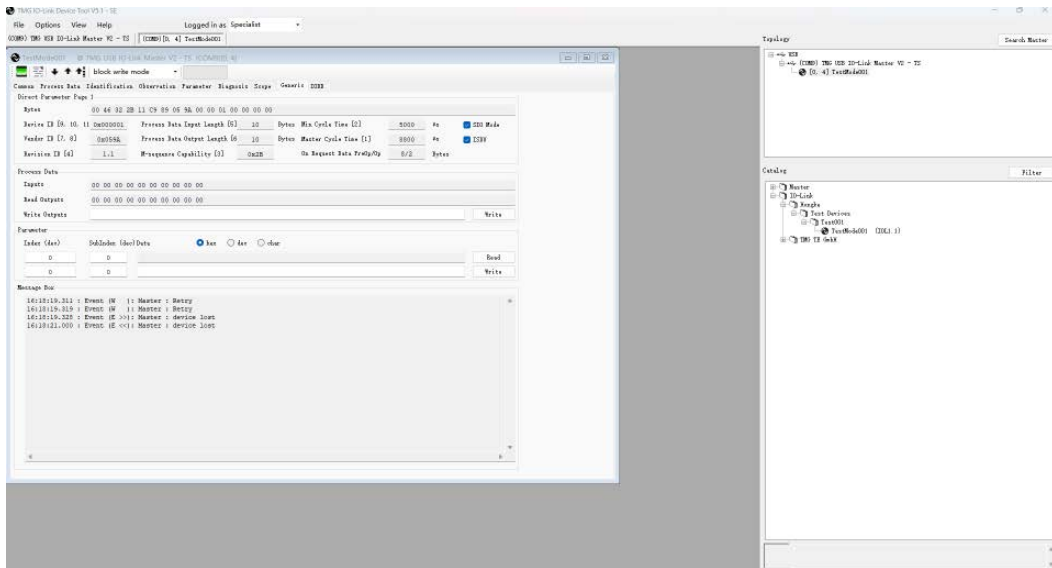 TMG IO-Link Device Tool V5.1 - SE
File Options View Help Logged in as Specialist
(COM9) TMG USB IO-Link Master V2 - TS (COM9)[0, 4] TestMode001
Topology Search Master
USB
(COM9) TMG USB IO-Link Master V2 - TS
[0, 4] TestMode001
TestMode001 @ TMG USB IO-Link Master V2 - TS
block write mode
Common Process Data Identification Observation Parameter Diagnosis Scope Generic IODD
Direct Parameter Page 1
Bytes 00 46 32 2B 11 C9 89 05 9A 00 00 01 00 00 00 00
Device ID [9, 10, 11 0x000001 Process Data Input Length [5] 10 Bytes Min Cycle Time [2] 5000 SIO Mode
Vendor ID [7, 8] 0x059A Process Data Output Length [6 10 Bytes Master Cycle Time [1] ISDU
Revision ID [4] 1.1 M-sequence Capability [3] 0x2B On Request Data PreOp/Op 8/2 Bytes
Process Data
Inputs 00 00 00 00 00 00 00 00 00 00
Read Outputs 00 00 00 00 00 00 00 00 00 00
Write Outputs Write
Parameter
Index (dec) SubIndex (dec) Data hex dec char
0 0 Read
0 0 Write
Message Box
16:18:19.311 : Event (W ): Master : Retry
16:18:19.319 : Event (W ): Master : Retry
16:18:19.328 : Event (E >>): Master : device lost
16:18:21.000 : Event (E <<): Master : device lost
Catalog Filter
Master
IO-Link
Hengke
Test Devices
Test001
TestMode001 (IOL1.1)
TMG TE GmbH